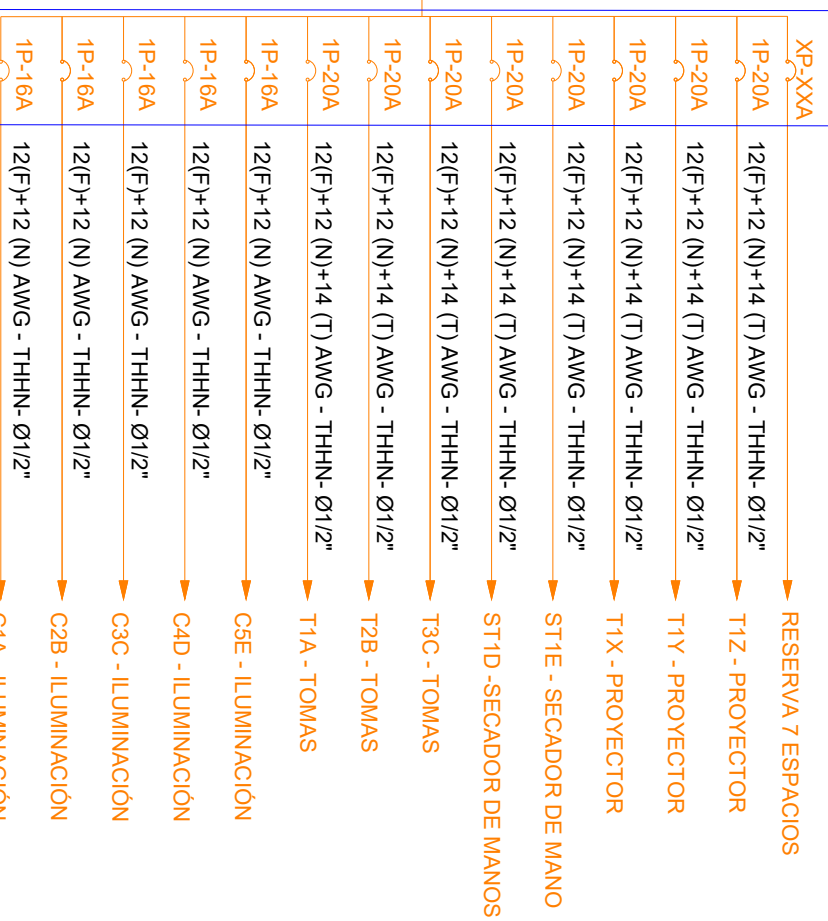 XP-XXA RESERVA 7 ESPACIOS
1P-20A 12(F)+12 (N)+14 (T) AWG - THHN- Ø1/2" T1Z - PROYECTOR
1P-20A 12(F)+12 (N)+14 (T) AWG - THHN- Ø1/2" T1Y - PROYECTOR
1P-20A 12(F)+12 (N)+14 (T) AWG - THHN- Ø1/2" T1X - PROYECTOR
1P-20A 12(F)+12 (N)+14 (T) AWG - THHN- Ø1/2" ST1E - SECADOR DE MANO
1P-20A 12(F)+12 (N)+14 (T) AWG - THHN- Ø1/2" ST1D -SECADOR DE MANOS
1P-20A 12(F)+12 (N)+14 (T) AWG - THHN- Ø1/2" T3C - TOMAS
1P-20A 12(F)+12 (N)+14 (T) AWG - THHN- Ø1/2" T2B - TOMAS
1P-20A 12(F)+12 (N)+14 (T) AWG - THHN- Ø1/2" T1A - TOMAS
1P-16A 12(F)+12 (N) AWG - THHN- Ø1/2" C5E - ILUMINACIÓN
1P-16A 12(F)+12 (N) AWG - THHN- Ø1/2" C4D - ILUMINACIÓN
1P-16A 12(F)+12 (N) AWG - THHN- Ø1/2" C3C - ILUMINACIÓN
1P-16A 12(F)+12 (N) AWG - THHN- Ø1/2" C2B - ILUMINACIÓN
1P-16A 12(F)+12 (N) AWG - THHN- Ø1/2" C1A - ILUMINACIÓN